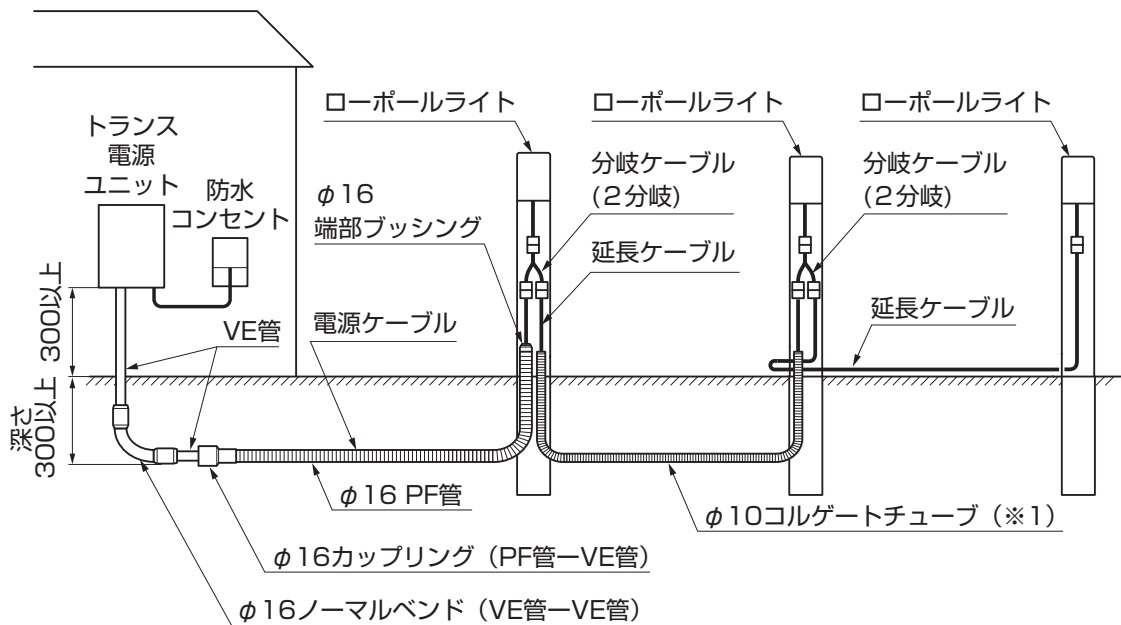 ローポールライト
ローポールライト
ローポールライト
トランス
電源
ユニット
防水
コンセント
φ16
端部ブッシング
分岐ケーブル
(2分岐)
分岐ケーブル
(2分岐)
延長ケーブル
300以上
VE管
電源ケーブル
延長ケーブル
深さ
300以上
φ16 PF管
φ10コルゲートチューブ（※1）
φ16カップリング（PF管ーVE管）
φ16ノーマルベンド（VE管ーVE管）